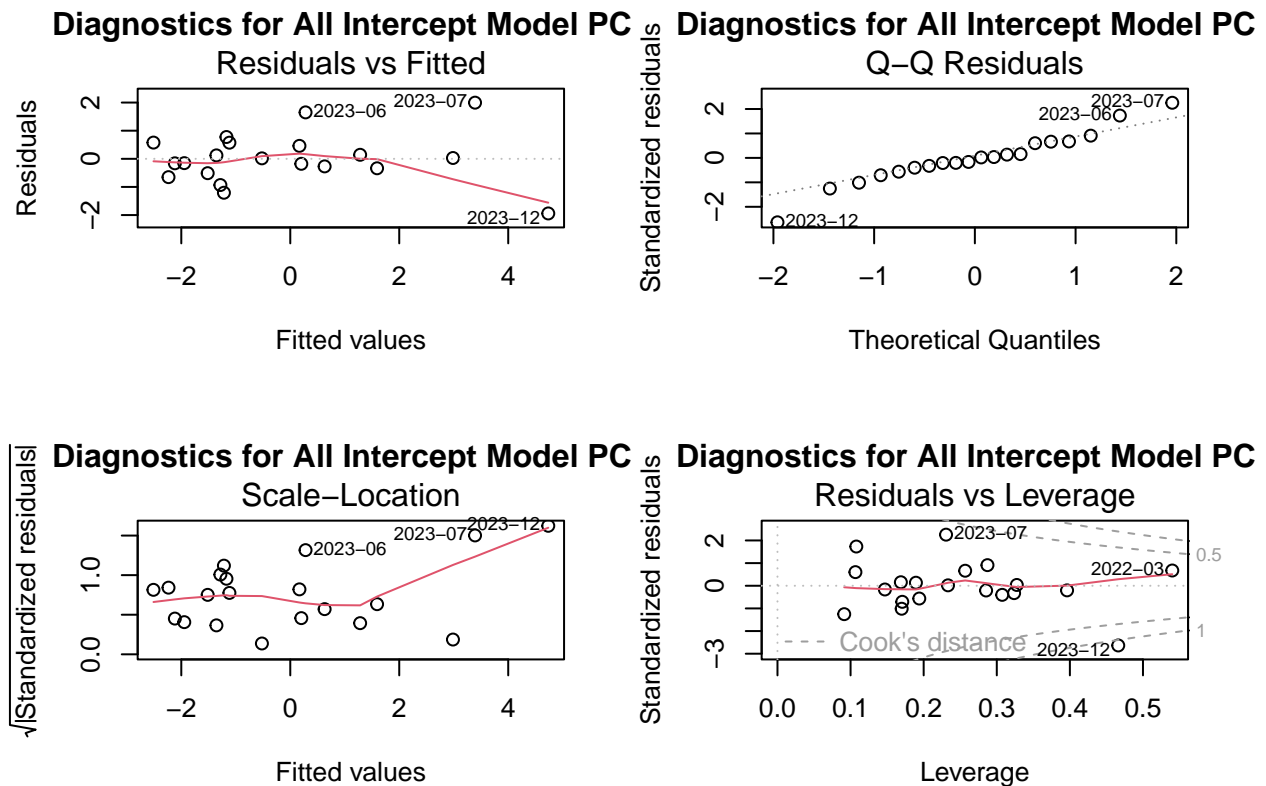 Diagnostics for All Intercept Model PC
Residuals vs Fitted
Residuals
2
0
−2
2023−06
2023−07
2023−12
−2 0 2 4
Fitted values
Diagnostics for All Intercept Model PC
Q−Q Residuals
Standardized residuals
2
0
−2
2023−07
2023−06
2023−12
−2 −1 0 1 2
Theoretical Quantiles
Diagnostics for All Intercept Model PC
Scale−Location
√|Standardized residuals|
1.0
0.0
2023−06
2023−07
2023−12
−2 0 2 4
Fitted values
Diagnostics for All Intercept Model PC
Residuals vs Leverage
Standardized residuals
2
0
−3
2023−07
2022−03
2023−12
0.5
1
Cook's distance
0.0 0.1 0.2 0.3 0.4 0.5
Leverage